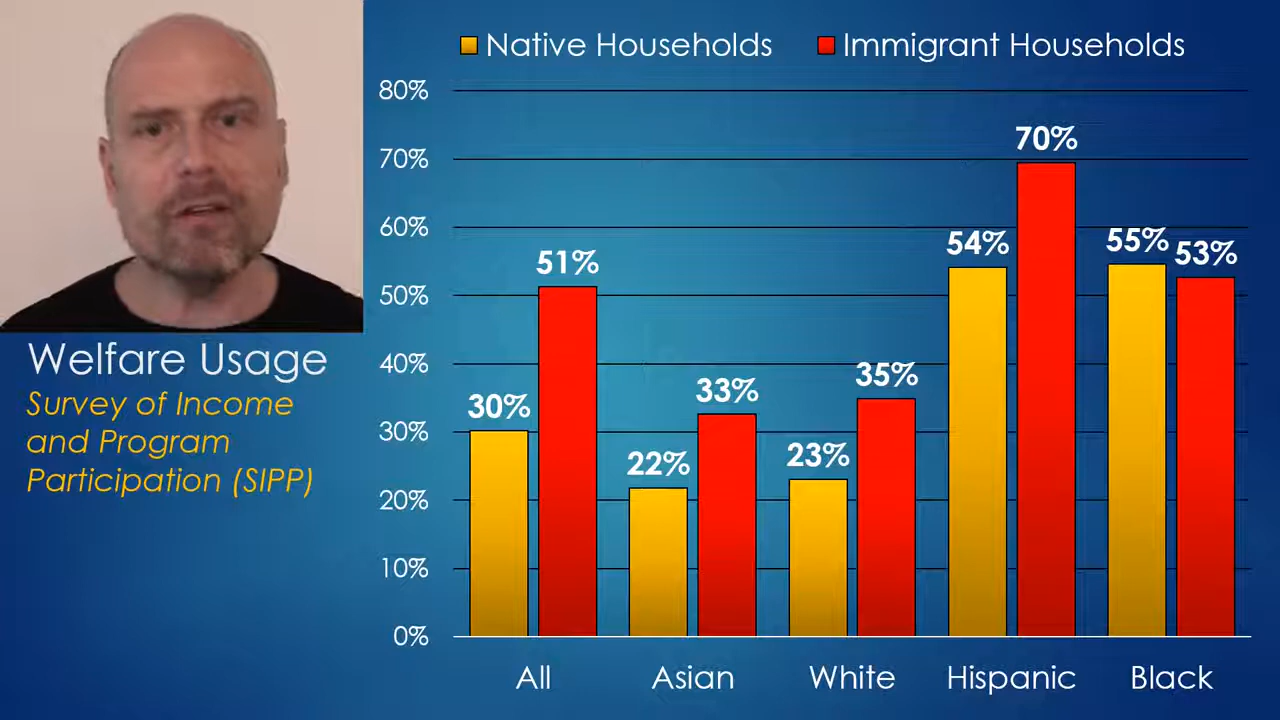 Native Households
Immigrant Households
80%
70%
60%
50%
40%
30%
20%
10%
0%
30%
51%
22%
33%
23%
35%
54%
70%
55%
53%
All
Asian
White
Hispanic
Black
Welfare Usage
Survey of Income
and Program
Participation (SIPP)